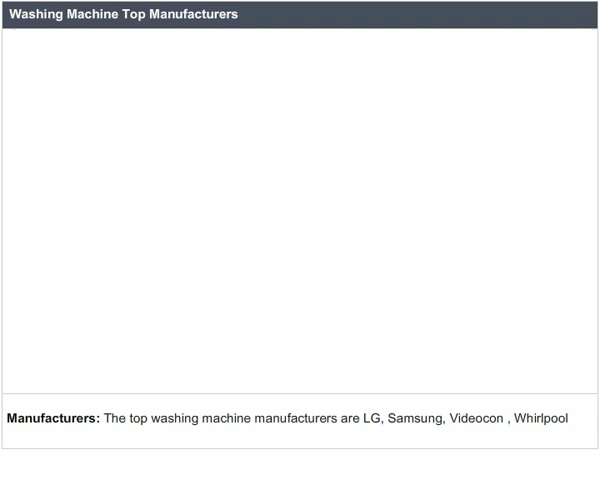 Washing Machine Top Manufacturers
Manufacturers: The top washing machine manufacturers are LG, Samsung, Videocon , Whirlpool